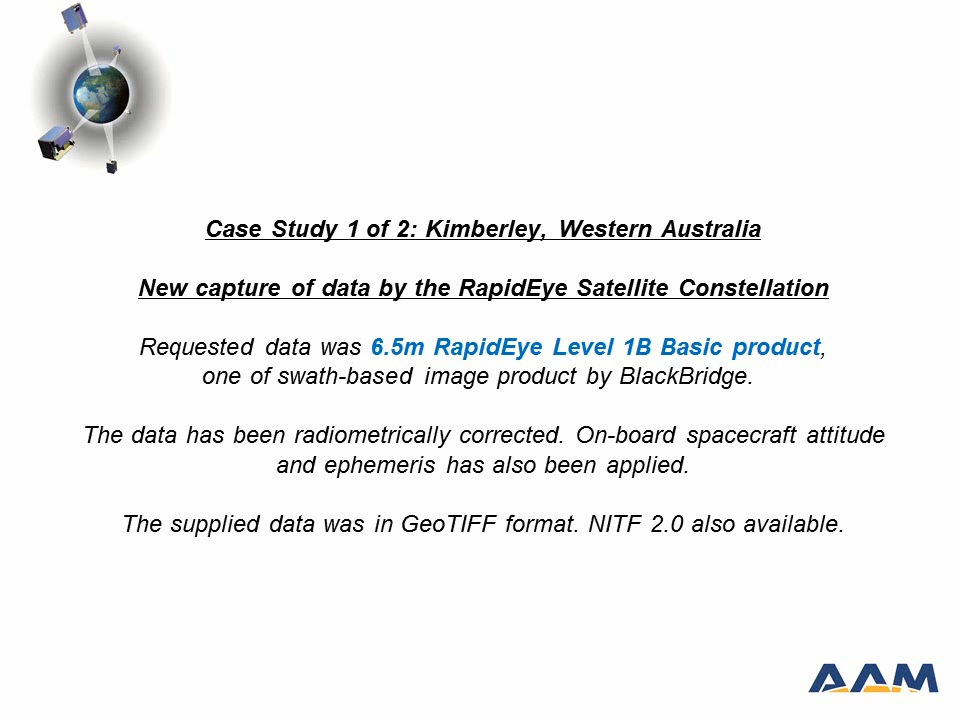 Case Study 1 of 2: Kimberley, Western Australia
New capture of data by the RapidEye Satellite Constellation
Requested data was 6.5m RapidEye Level 1B Basic product,
one of swath-based image product by BlackBridge.
The data has been radiometrically corrected. On-board spacecraft attitude
and ephemeris has also been applied.
The supplied data was in GeoTIFF format. NITF 2.0 also available.
AAM